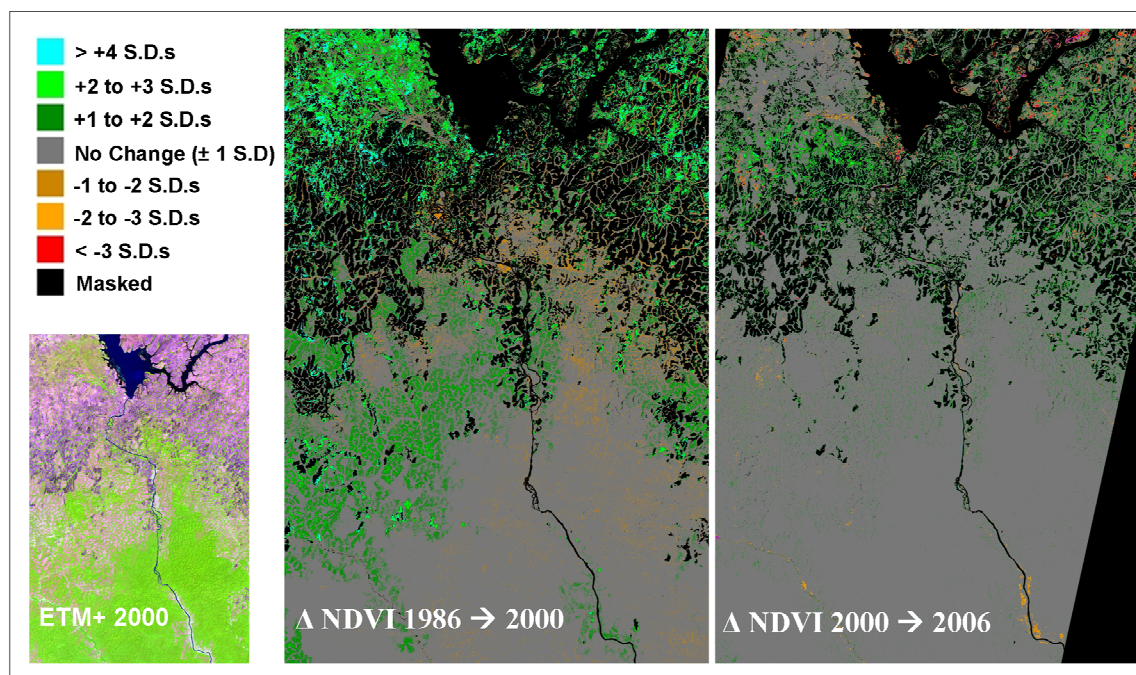 > +4 S.D.s
+2 to +3 S.D.s
+1 to +2 S.D.s
No Change (± 1 S.D)
-1 to -2 S.D.s
-2 to -3 S.D.s
< -3 S.D.s
Masked
ETM+ 2000
Δ NDVI 1986 → 2000
Δ NDVI 2000 → 2006